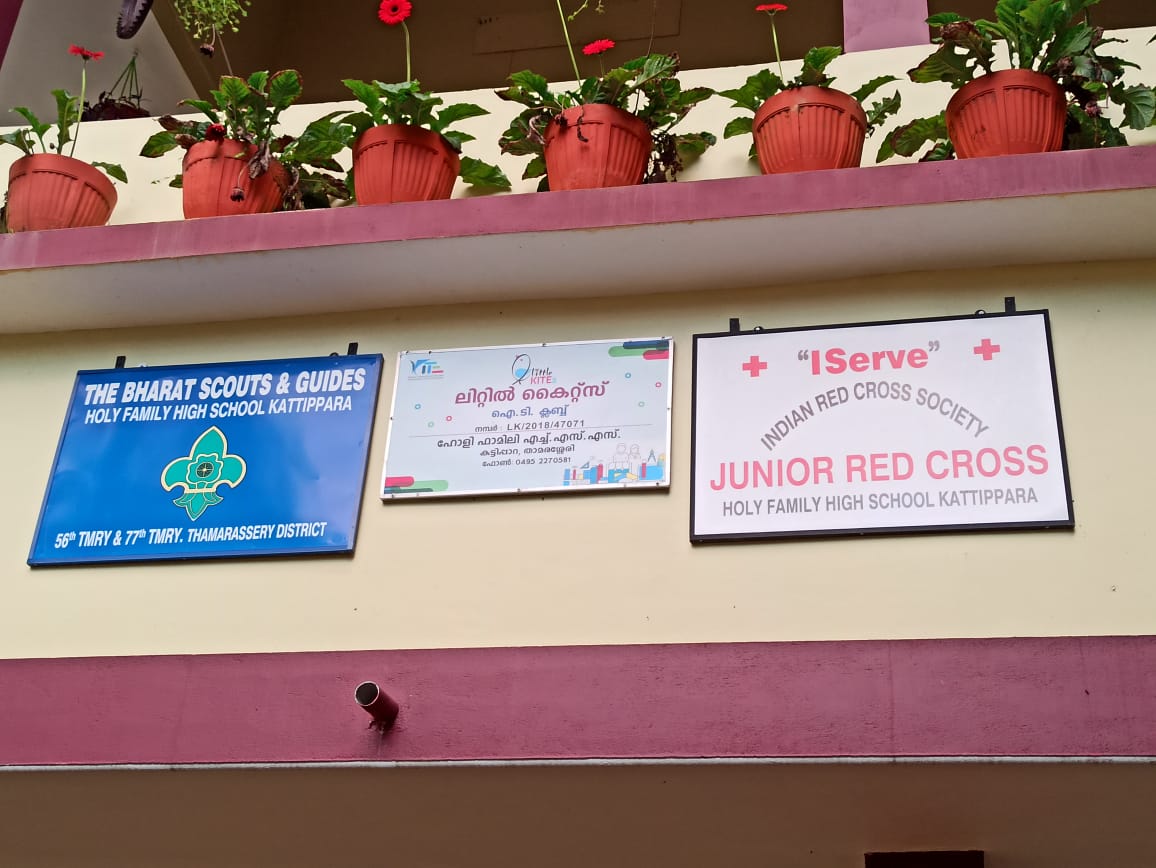 THE BHARAT SCOUTS & GUIDES
HOLY FAMILY HIGH SCHOOL KATTIPPARA
56th TMRY & 77th TMRY. THAMARASSERY DISTRICT
little
KITEs
ലിറ്റിൽ കൈറ്റ്സ്
ഐ.ടി. ക്ലബ്ബ്
നമ്പർ : LK/2018/47071
ഹോളി ഫാമിലി എച്ച്.എസ്.എസ്.
കട്ടിപ്പാറ, താമരശ്ശേരി
ഫോൺ: 0495 2270581
"IServe"
INDIAN RED CROSS SOCIETY
JUNIOR RED CROSS
HOLY FAMILY HIGH SCHOOL KATTIPPARA